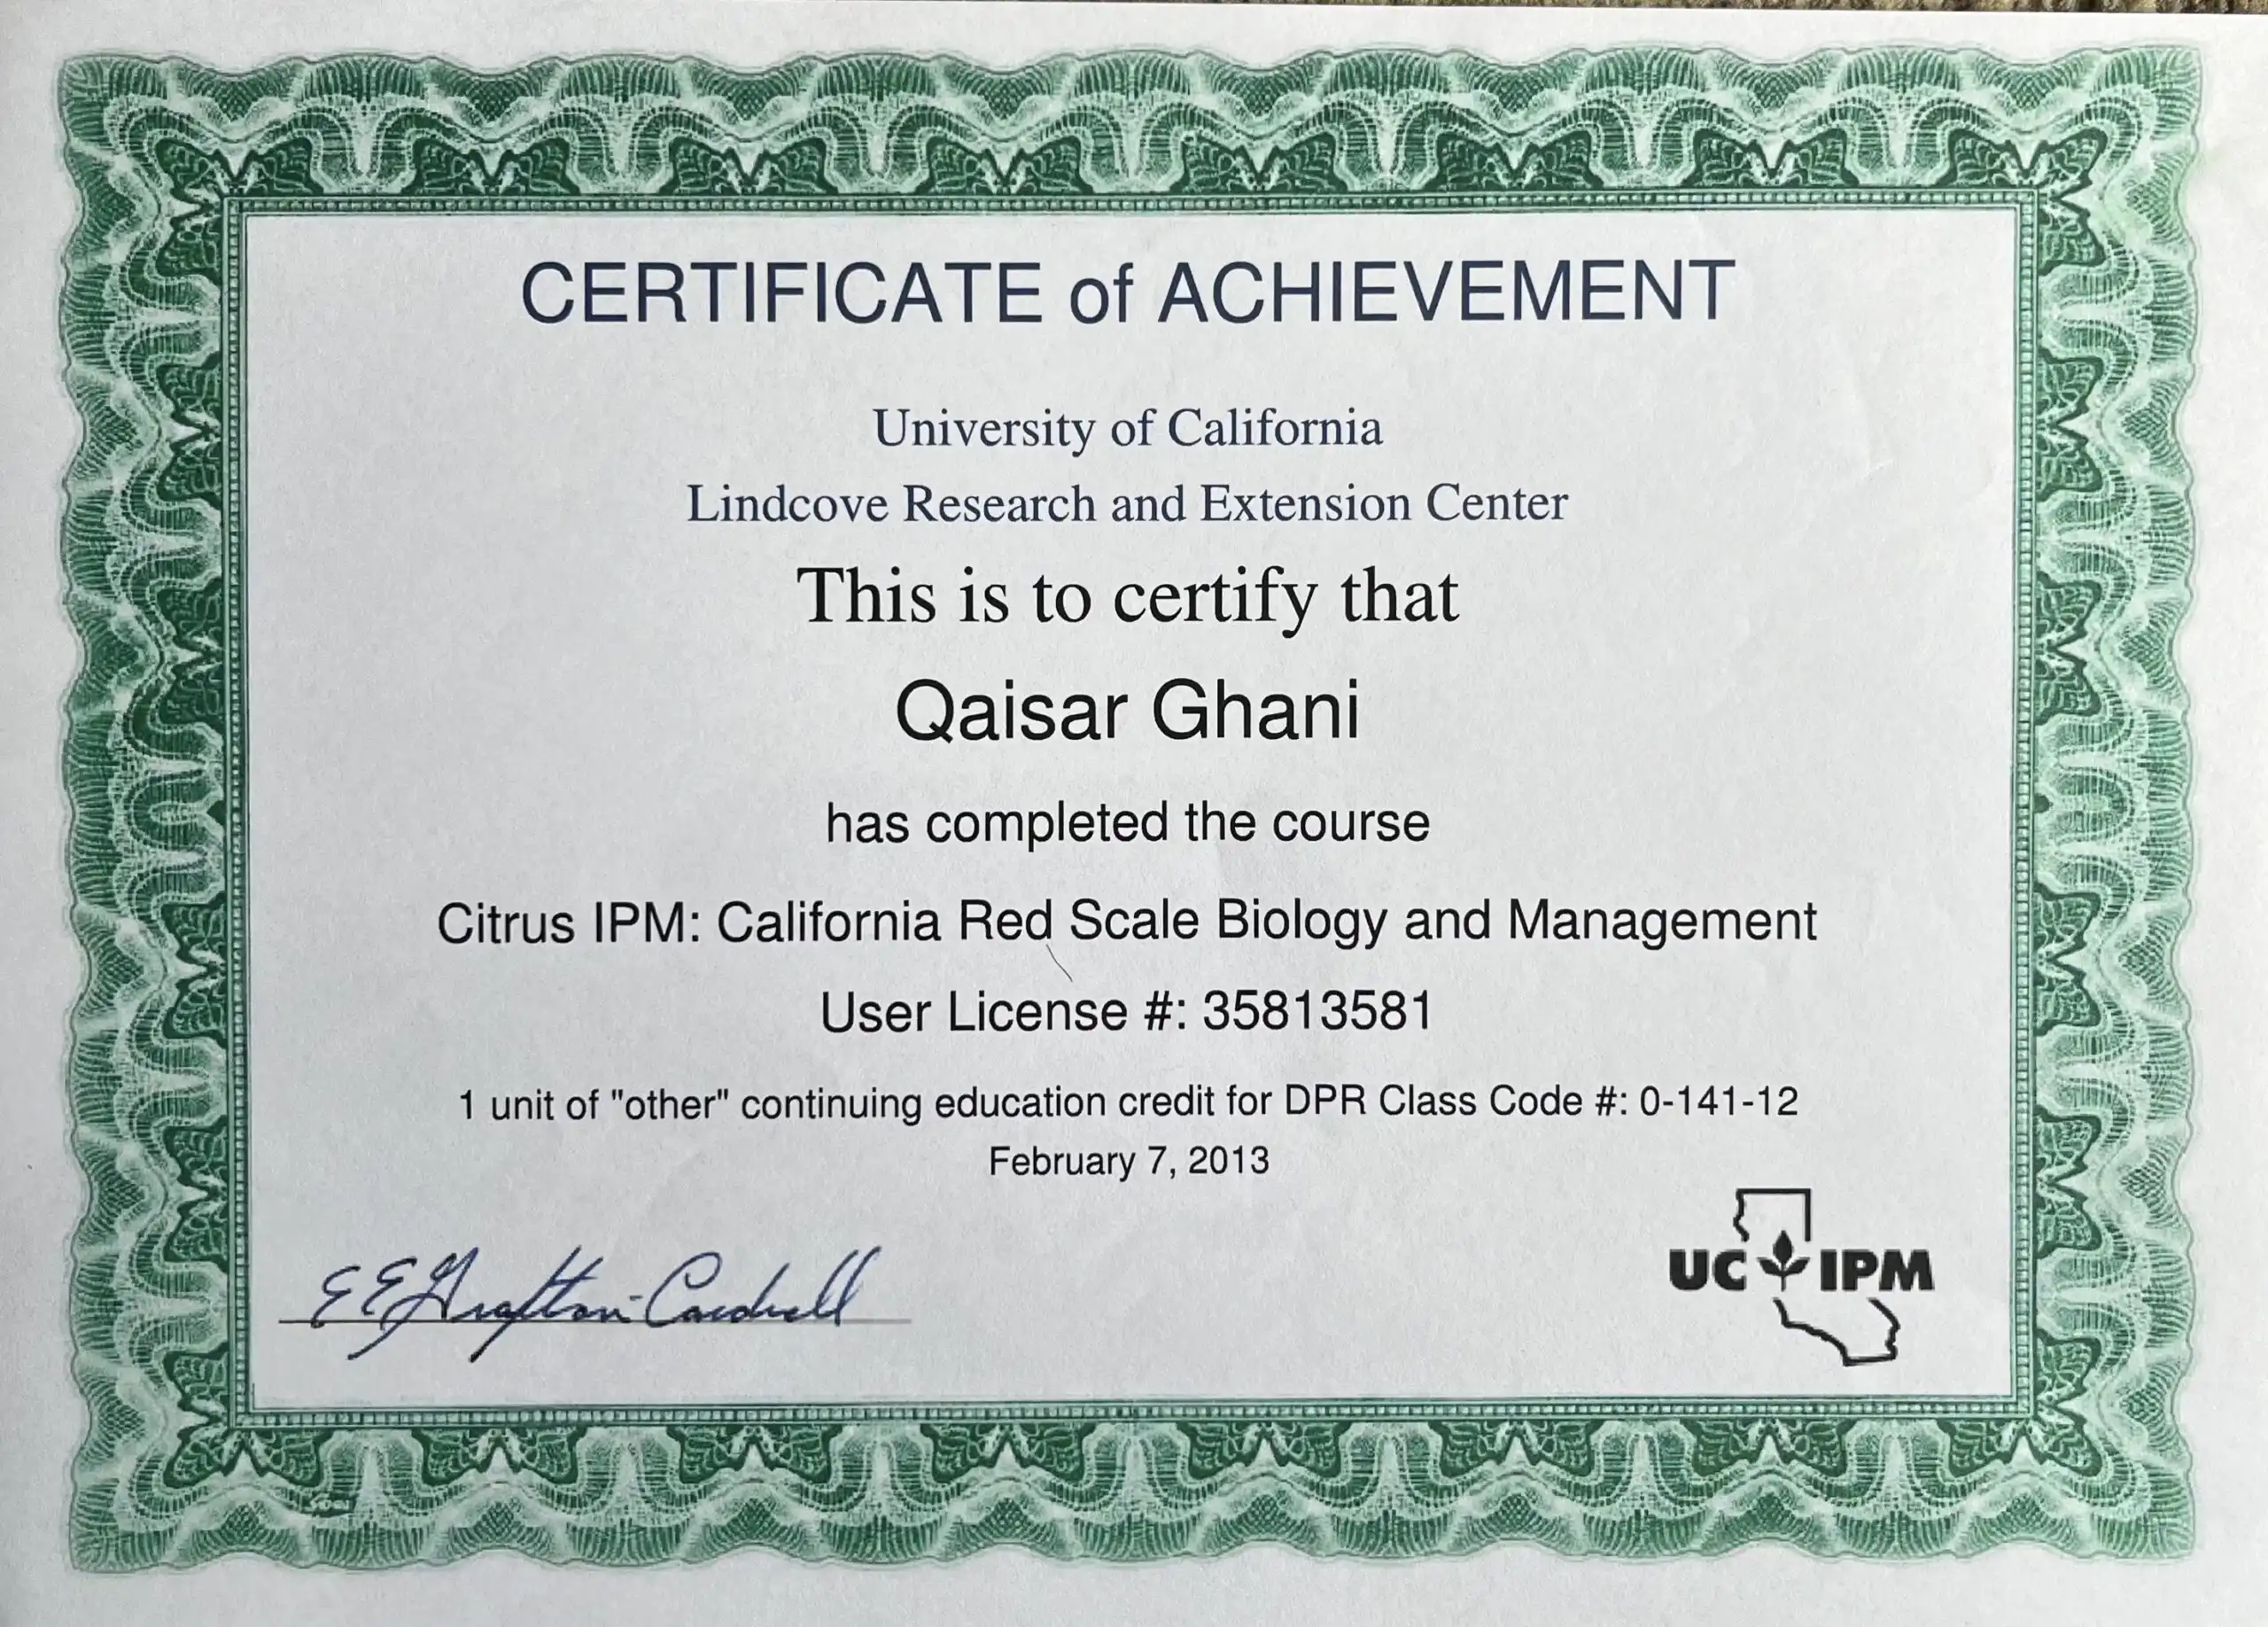 CERTIFICATE of ACHIEVEMENT
University of California
Lindcove Research and Extension Center
This is to certify that
Qaisar Ghani
has completed the course
Citrus IPM: California Red Scale Biology and Management
User License #: 35813581
1 unit of "other" continuing education credit for DPR Class Code #: 0-141-12
February 7, 2013
EEGrafton-Cardwell
UC IPM